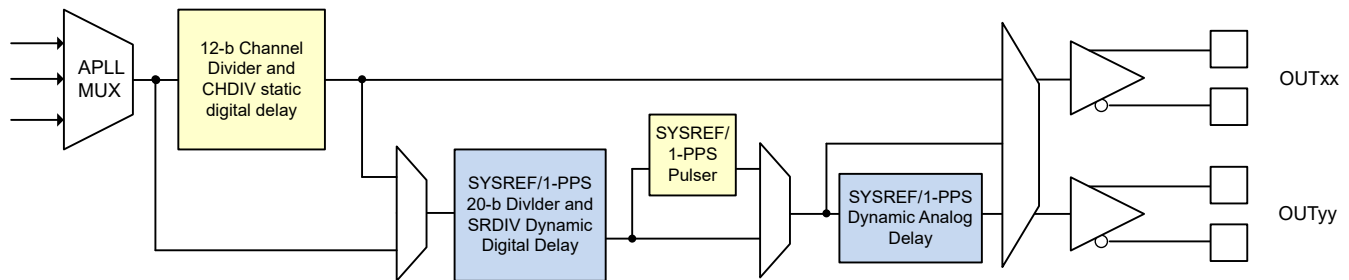 APLL
MUX
12-b Channel
Divider and
CHDIV static
digital delay
SYSREF/1-PPS
20-b Divlder and
SRDIV Dynamic
Digital Delay
SYSREF/
1-PPS
Pulser
SYSREF/1-PPS
Dynamic Analog
Delay
OUTxx
OUTyy